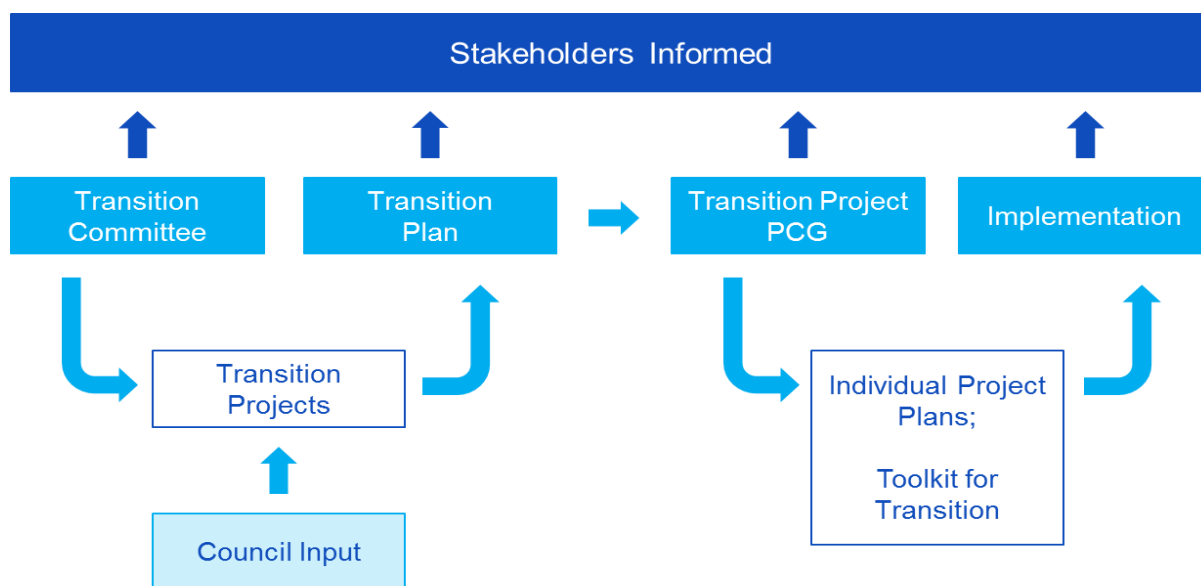 Stakeholders Informed
Transition
Committee
Transition
Plan
Transition Project
PCG
Implementation
Transition
Projects
Individual Project
Plans;
Toolkit for
Transition
Council Input